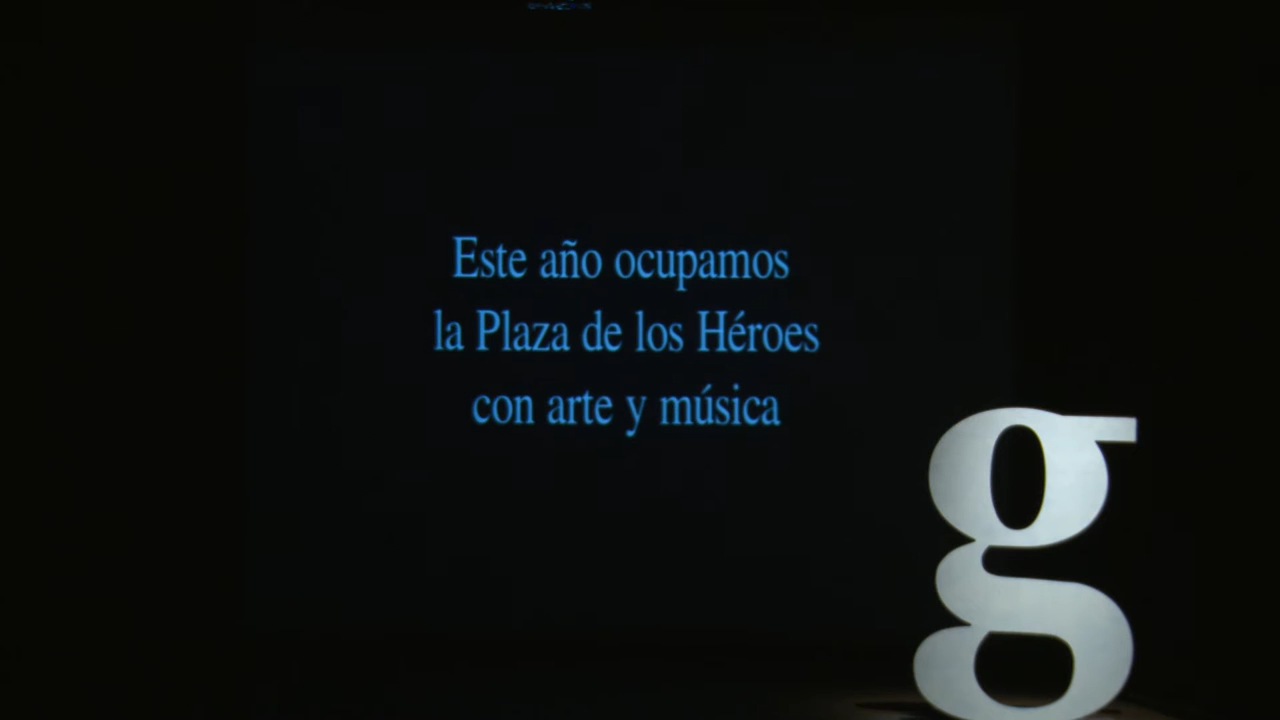 Este año ocupamos
la Plaza de los Héroes
con arte y música
g